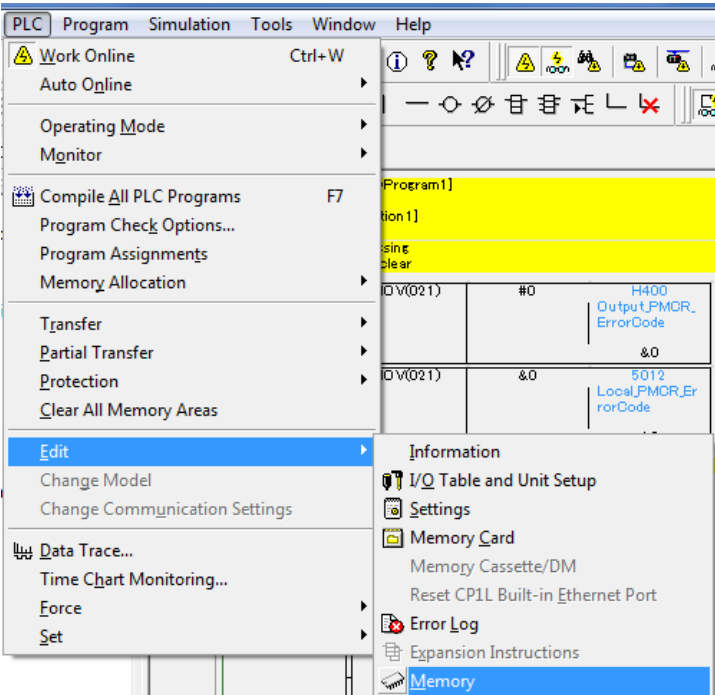 PLC Program Simulation Tools Window Help
Work Online Ctrl+W
Auto Online
Operating Mode
Monitor
Compile All PLC Programs F7
Program Check Options...
Program Assignments
Memory Allocation
Transfer
Partial Transfer
Protection
Clear All Memory Areas
Edit
Change Model
Change Communication Settings
Data Trace...
Time Chart Monitoring...
Force
Set
Program1]
tion1]
sing
clear
OV(021) #0 H400
Output_PMCR_
ErrorCode
&0
OV(021) &0 5012
Local_PMCR_Er
rorCode
Information
I/O Table and Unit Setup
Settings
Memory Card
Memory Cassette/DM
Reset CP1L Built-in Ethernet Port
Error Log
Expansion Instructions
Memory